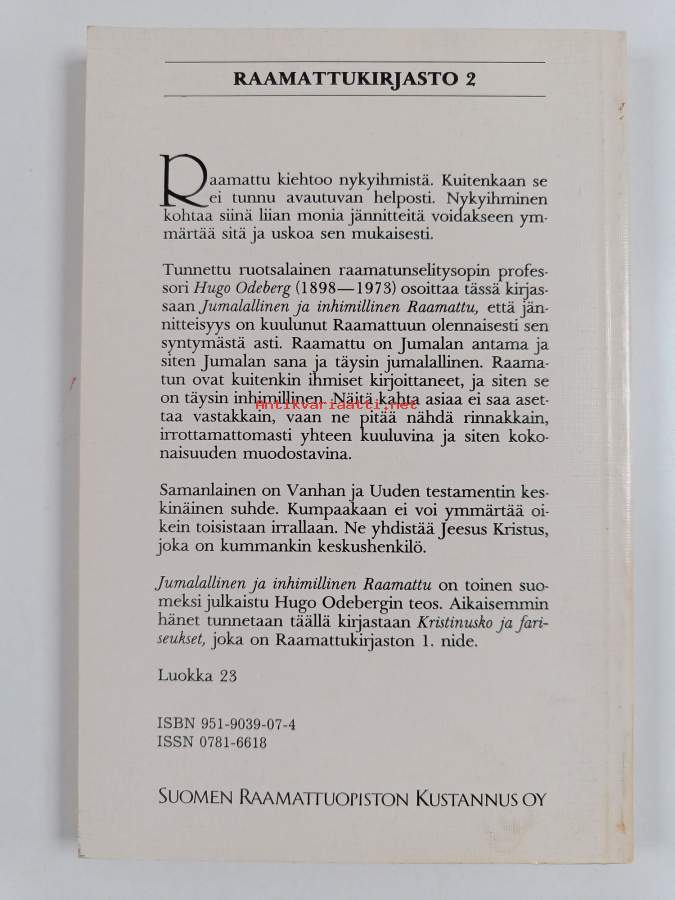 RAAMATTUKIRJASTO 2
Raamattu kiehtoo nykyihmistä. Kuitenkaan se
ei tunnu avautuvan helposti. Nykyihminen
kohtaa siinä liian monia jännitteitä voidakseen ym-
märtää sitä ja uskoa sen mukaisesti.
Tunnettu ruotsalainen raamatunselitysopin profes-
sori Hugo Odeberg (1898—1973) osoittaa tässä kirjas-
saan Jumalallinen ja inhimillinen Raamattu, että jän-
nitteisyys on kuulunut Raamattuun olennaisesti sen
syntymästä asti. Raamattu on Jumalan antama ja
siten Jumalan sana ja täysin jumalallinen. Raama-
tun ovat kuitenkin ihmiset kirjoittaneet, ja siten se
on täysin inhimillinen. Näitä kahta asiaa ei saa aset-
Antikvariaatti.net
taa vastakkain, vaan ne pitää nähdä rinnakkain,
irrottamattomasti yhteen kuuluvina ja siten koko-
naisuuden muodostavina.
Samanlainen on Vanhan ja Uuden testamentin kes-
kinäinen suhde. Kumpaakaan ei voi ymmärtää oi-
kein toisistaan irrallaan. Ne yhdistää Jeesus Kristus,
joka on kummankin keskushenkilö.
Jumalallinen ja inhimillinen Raamattu on toinen suo-
meksi julkaistu Hugo Odebergin teos. Aikaisemmin
hänet tunnetaan täällä kirjastaan Kristinusko ja fari-
seukset, joka on Raamattukirjaston 1. nide.
Luokka 23
ISBN 951-9039-07-4
ISSN 0781-6618
SUOMEN RAAMATTUOPISTON KUSTANNUS OY